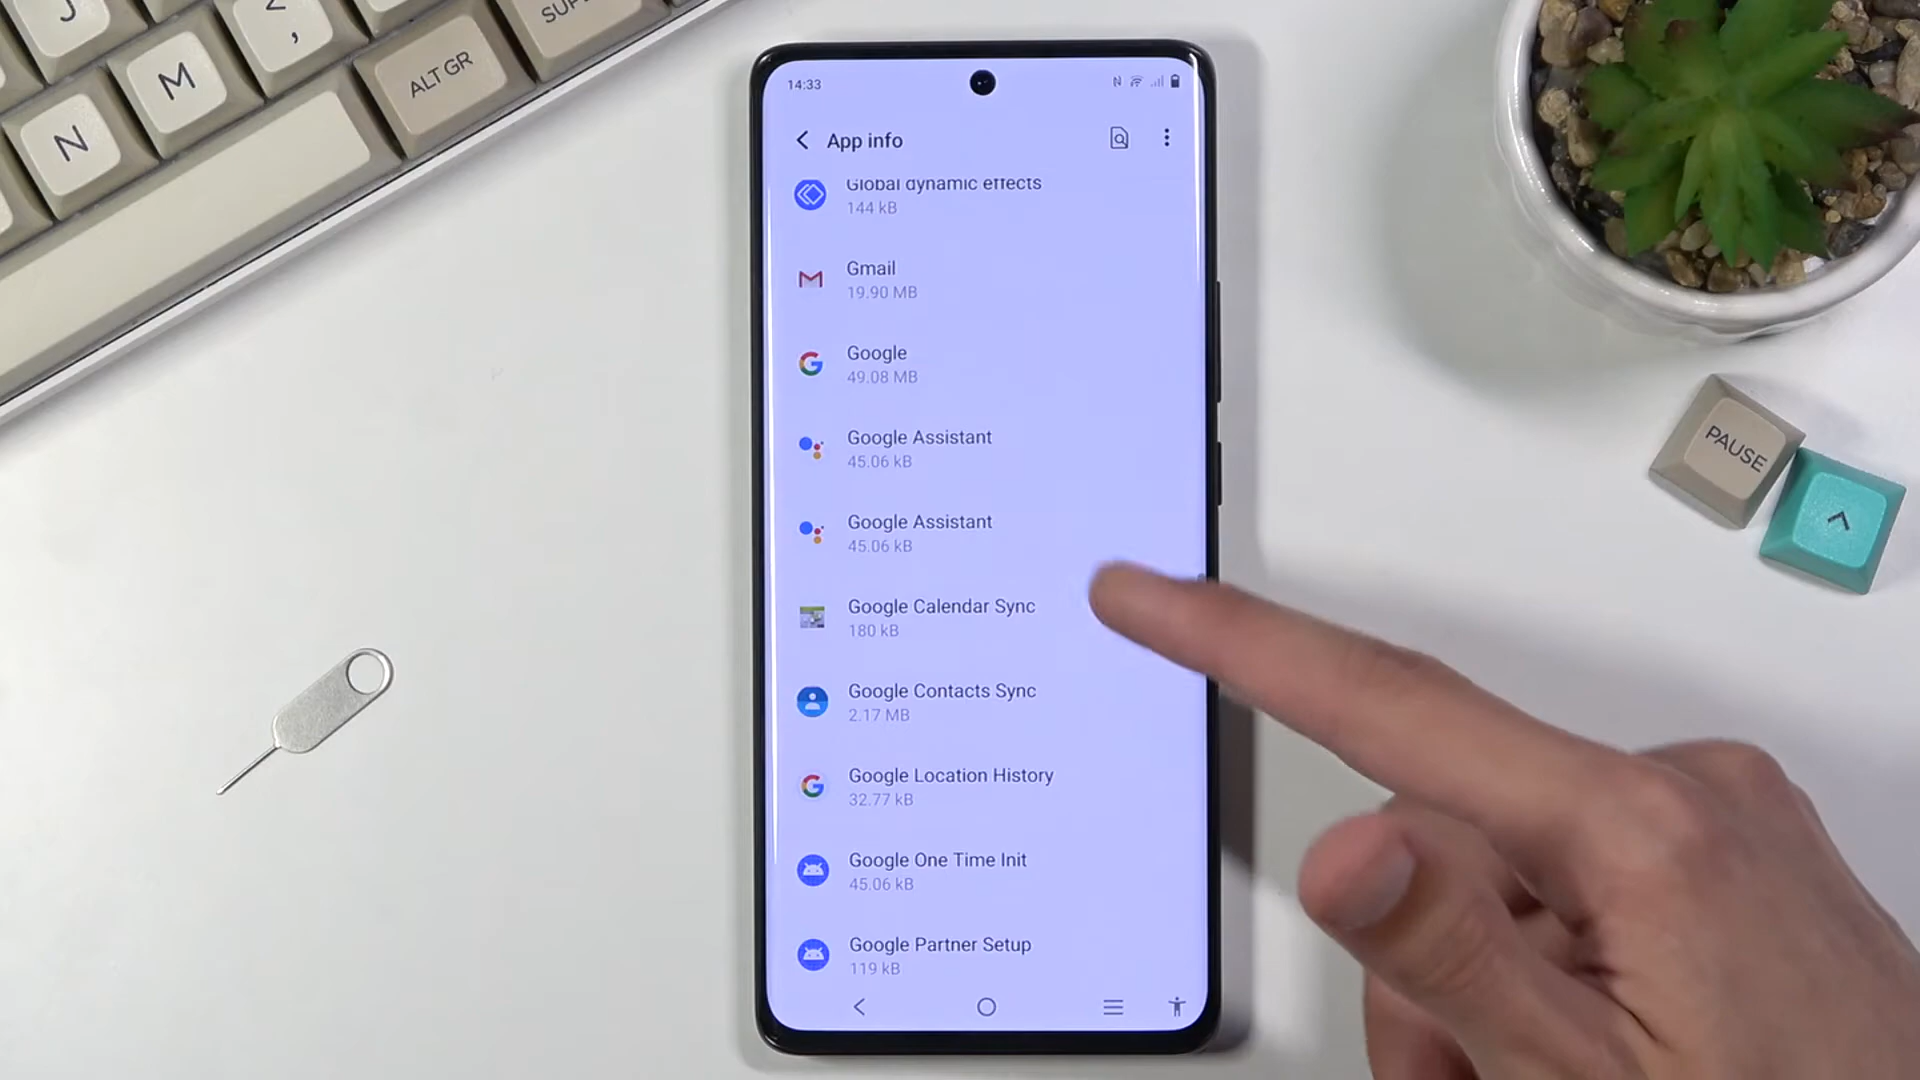 J
<
,
SUP
M
ALT GR
N
14:33
N
App info
Global dynamic effects
144 kB
Gmail
19.90 MB
Google
49.08 MB
Google Assistant
45.06 kB
Google Assistant
45.06 kB
Google Calendar Sync
180 kB
Google Contacts Sync
2.17 MB
Google Location History
32.77 kB
Google One Time Init
45.06 kB
Google Partner Setup
119 kB
PAUSE